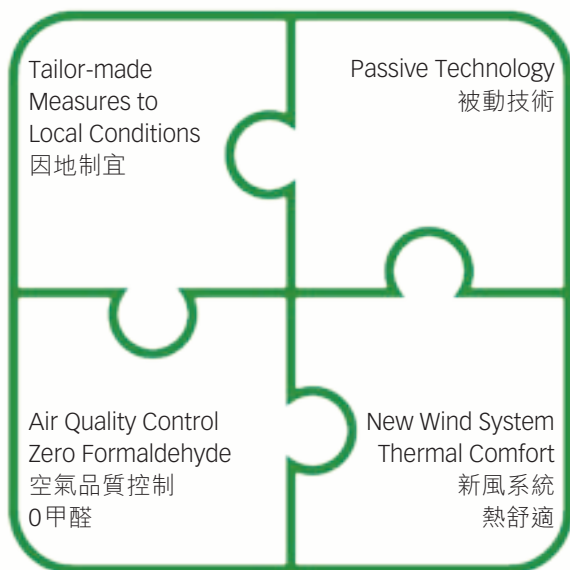 Tailor-made
Measures to
Local Conditions
因地制宜
Passive Technology
被動技術
Air Quality Control
Zero Formaldehyde
空氣品質控制
0甲醛
New Wind System
Thermal Comfort
新風系統
熱舒適